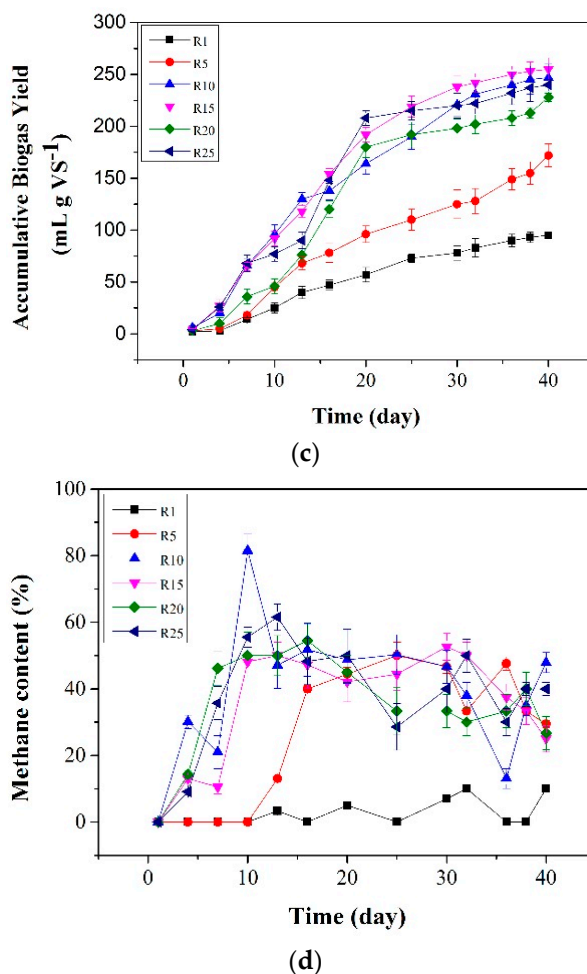 300
250
200
150
100
50
0
Accumulative Biogas Yield
(mL g VS-1)
R1
R5
R10
R15
R20
R25
0 10 20 30 40
Time (day)
(c)
100
80
60
40
20
0
Methane content (%)
R1
R5
R10
R15
R20
R25
0 10 20 30 40
Time (day)
(d)